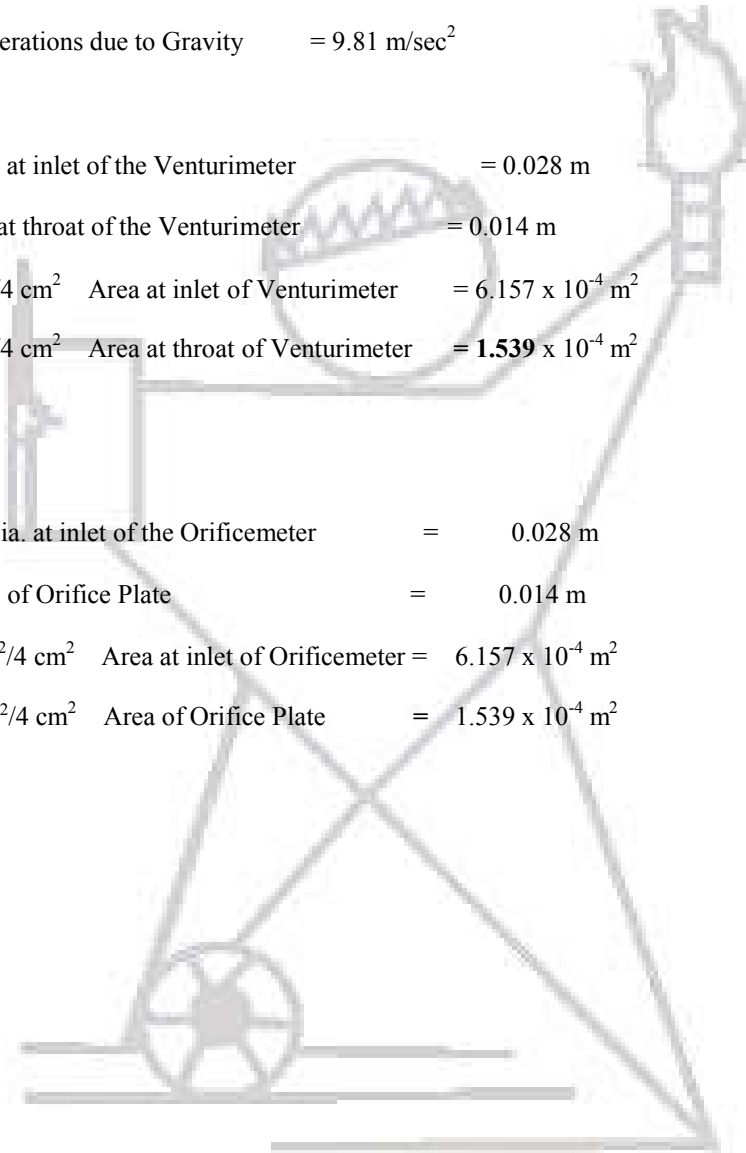 erations due to Gravity = 9.81 m/sec²
at inlet of the Venturimeter = 0.028 m
at throat of the Venturimeter = 0.014 m
/4 cm² Area at inlet of Venturimeter = 6.157 x 10⁻⁴ m²
/4 cm² Area at throat of Venturimeter = 1.539 x 10⁻⁴ m²
ia. at inlet of the Orificemeter = 0.028 m
of Orifice Plate = 0.014 m
²/4 cm² Area at inlet of Orificemeter = 6.157 x 10⁻⁴ m²
²/4 cm² Area of Orifice Plate = 1.539 x 10⁻⁴ m²